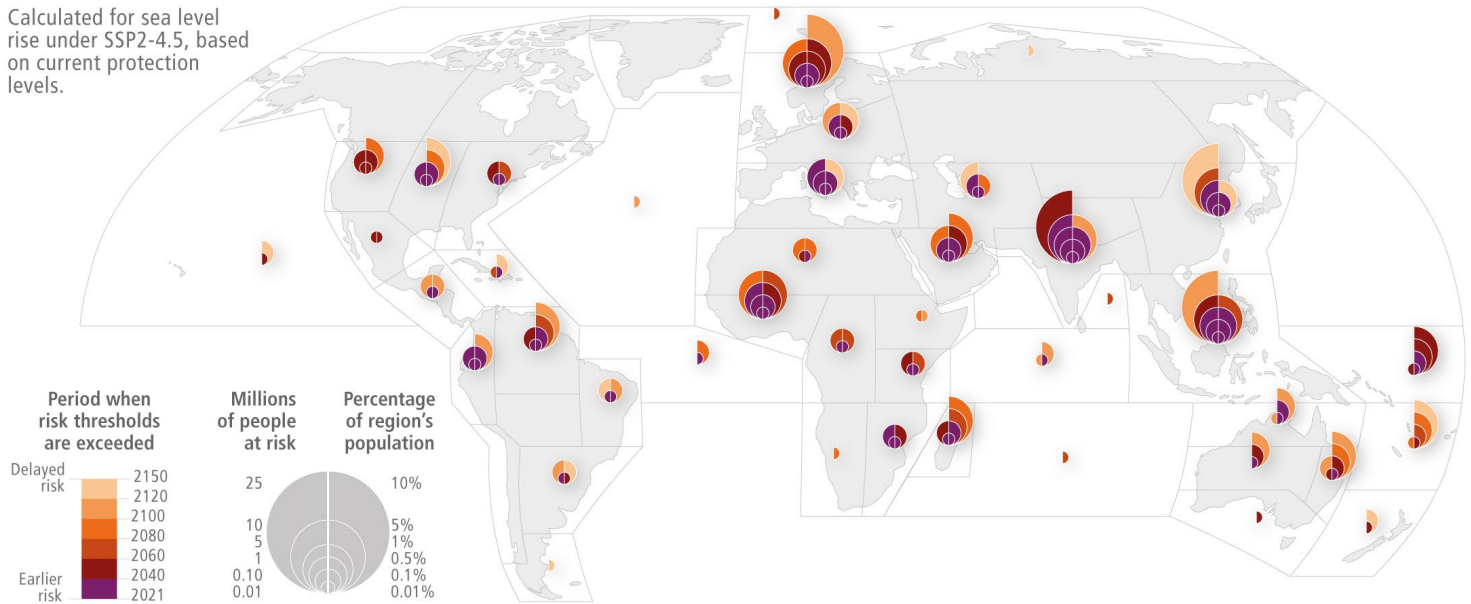 Calculated for sea level
rise under SSP2-4.5, based
on current protection
levels.
Period when
risk thresholds
are exceeded
Delayed
risk
2150
2120
2100
2080
2060
2040
2021
Earlier
risk
Millions
of people
at risk
25
10
5
1
0.10
0.01
Percentage
of region's
population
10%
5%
1%
0.5%
0.1%
0.01%